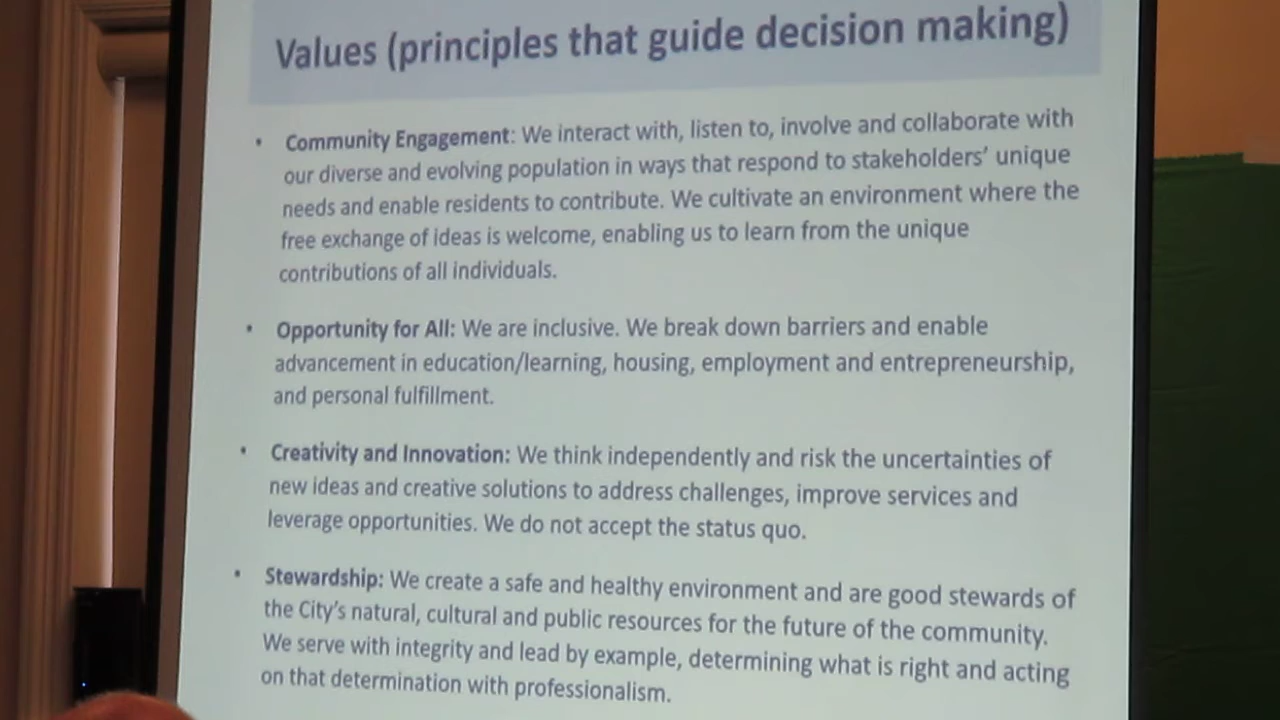 Values (principles that guide decision making)
• Community Engagement: We interact with, listen to, involve and collaborate with
our diverse and evolving population in ways that respond to stakeholders’ unique
needs and enable residents to contribute. We cultivate an environment where the
free exchange of ideas is welcome, enabling us to learn from the unique
contributions of all individuals.
• Opportunity for All: We are inclusive. We break down barriers and enable
advancement in education/learning, housing, employment and entrepreneurship,
and personal fulfillment.
• Creativity and Innovation: We think independently and risk the uncertainties of
new ideas and creative solutions to address challenges, improve services and
leverage opportunities. We do not accept the status quo.
• Stewardship: We create a safe and healthy environment and are good stewards of
the City’s natural, cultural and public resources for the future of the community.
We serve with integrity and lead by example, determining what is right and acting
on that determination with professionalism.